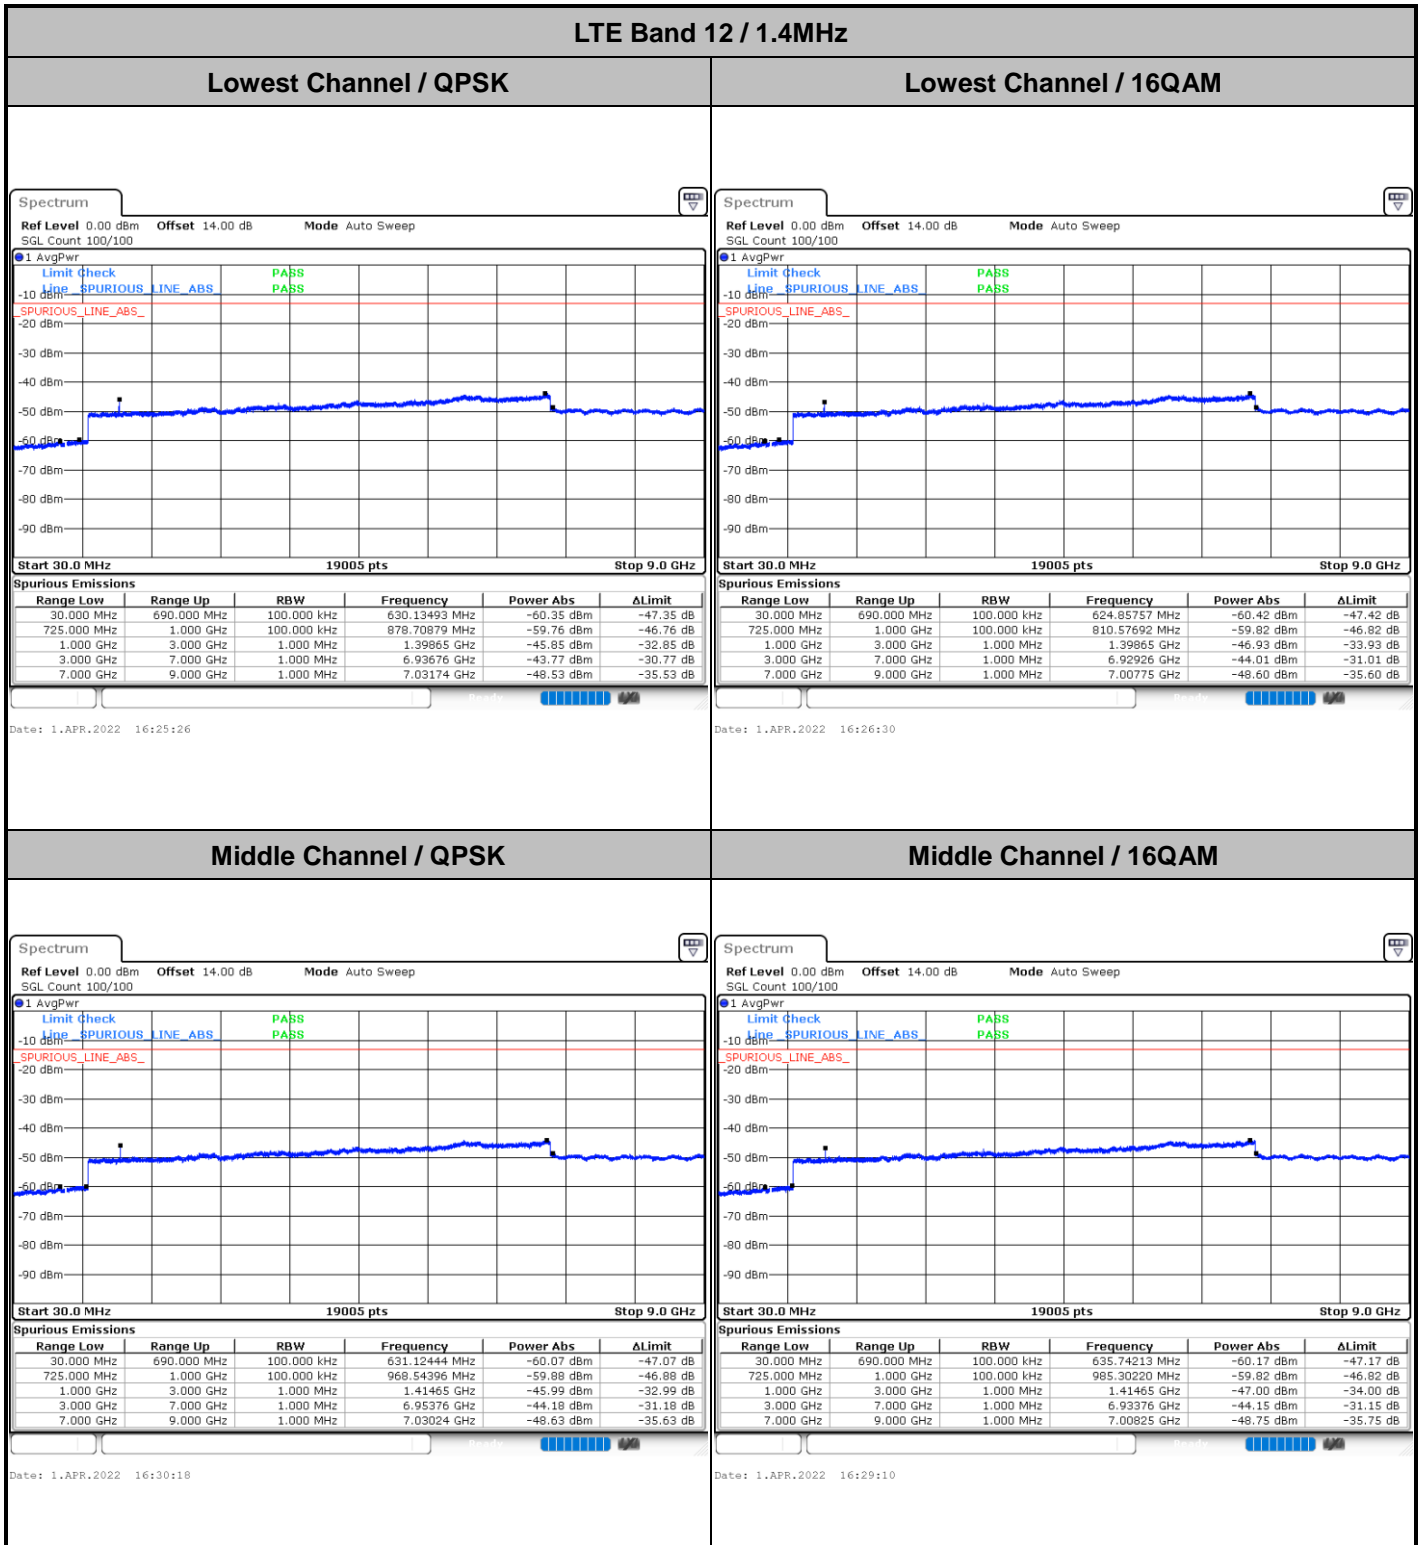 LTE Band 12 / 1.4MHz
Lowest Channel / QPSK
Lowest Channel / 16QAM
Spectrum
Ref Level 0.00 dBm Offset 14.00 dB Mode Auto Sweep
SGL Count 100/100
1 AvgPwr
Limit Check PASS
Line _SPURIOUS_LINE_ABS_ PASS
-10 dBm
_SPURIOUS_LINE_ABS_
-20 dBm
-30 dBm
-40 dBm
-50 dBm
-60 dBm
-70 dBm
-80 dBm
-90 dBm
Start 30.0 MHz 19005 pts Stop 9.0 GHz
Spurious Emissions
Range Low Range Up RBW Frequency Power Abs ΔLimit
30.000 MHz 690.000 MHz 100.000 kHz 630.13493 MHz -60.35 dBm -47.35 dB
725.000 MHz 1.000 GHz 100.000 kHz 878.70879 MHz -59.76 dBm -46.76 dB
1.000 GHz 3.000 GHz 1.000 MHz 1.39865 GHz -45.85 dBm -32.85 dB
3.000 GHz 7.000 GHz 1.000 MHz 6.93676 GHz -43.77 dBm -30.77 dB
7.000 GHz 9.000 GHz 1.000 MHz 7.03174 GHz -48.53 dBm -35.53 dB
Ready
Date: 1.APR.2022 16:25:26
Spectrum
Ref Level 0.00 dBm Offset 14.00 dB Mode Auto Sweep
SGL Count 100/100
1 AvgPwr
Limit Check PASS
Line _SPURIOUS_LINE_ABS_ PASS
-10 dBm
_SPURIOUS_LINE_ABS_
-20 dBm
-30 dBm
-40 dBm
-50 dBm
-60 dBm
-70 dBm
-80 dBm
-90 dBm
Start 30.0 MHz 19005 pts Stop 9.0 GHz
Spurious Emissions
Range Low Range Up RBW Frequency Power Abs ΔLimit
30.000 MHz 690.000 MHz 100.000 kHz 624.85757 MHz -60.42 dBm -47.42 dB
725.000 MHz 1.000 GHz 100.000 kHz 810.57692 MHz -59.82 dBm -46.82 dB
1.000 GHz 3.000 GHz 1.000 MHz 1.39865 GHz -46.93 dBm -33.93 dB
3.000 GHz 7.000 GHz 1.000 MHz 6.92926 GHz -44.01 dBm -31.01 dB
7.000 GHz 9.000 GHz 1.000 MHz 7.00775 GHz -48.60 dBm -35.60 dB
Ready
Date: 1.APR.2022 16:26:30
Middle Channel / QPSK
Middle Channel / 16QAM
Spectrum
Ref Level 0.00 dBm Offset 14.00 dB Mode Auto Sweep
SGL Count 100/100
1 AvgPwr
Limit Check PASS
Line _SPURIOUS_LINE_ABS_ PASS
-10 dBm
_SPURIOUS_LINE_ABS_
-20 dBm
-30 dBm
-40 dBm
-50 dBm
-60 dBm
-70 dBm
-80 dBm
-90 dBm
Start 30.0 MHz 19005 pts Stop 9.0 GHz
Spurious Emissions
Range Low Range Up RBW Frequency Power Abs ΔLimit
30.000 MHz 690.000 MHz 100.000 kHz 631.12444 MHz -60.07 dBm -47.07 dB
725.000 MHz 1.000 GHz 100.000 kHz 968.54396 MHz -59.88 dBm -46.88 dB
1.000 GHz 3.000 GHz 1.000 MHz 1.41465 GHz -45.99 dBm -32.99 dB
3.000 GHz 7.000 GHz 1.000 MHz 6.95376 GHz -44.18 dBm -31.18 dB
7.000 GHz 9.000 GHz 1.000 MHz 7.03024 GHz -48.63 dBm -35.63 dB
Ready
Date: 1.APR.2022 16:30:18
Spectrum
Ref Level 0.00 dBm Offset 14.00 dB Mode Auto Sweep
SGL Count 100/100
1 AvgPwr
Limit Check PASS
Line _SPURIOUS_LINE_ABS_ PASS
-10 dBm
_SPURIOUS_LINE_ABS_
-20 dBm
-30 dBm
-40 dBm
-50 dBm
-60 dBm
-70 dBm
-80 dBm
-90 dBm
Start 30.0 MHz 19005 pts Stop 9.0 GHz
Spurious Emissions
Range Low Range Up RBW Frequency Power Abs ΔLimit
30.000 MHz 690.000 MHz 100.000 kHz 635.74213 MHz -60.17 dBm -47.17 dB
725.000 MHz 1.000 GHz 100.000 kHz 985.30220 MHz -59.82 dBm -46.82 dB
1.000 GHz 3.000 GHz 1.000 MHz 1.41465 GHz -47.00 dBm -34.00 dB
3.000 GHz 7.000 GHz 1.000 MHz 6.93376 GHz -44.15 dBm -31.15 dB
7.000 GHz 9.000 GHz 1.000 MHz 7.00825 GHz -48.75 dBm -35.75 dB
Ready
Date: 1.APR.2022 16:29:10